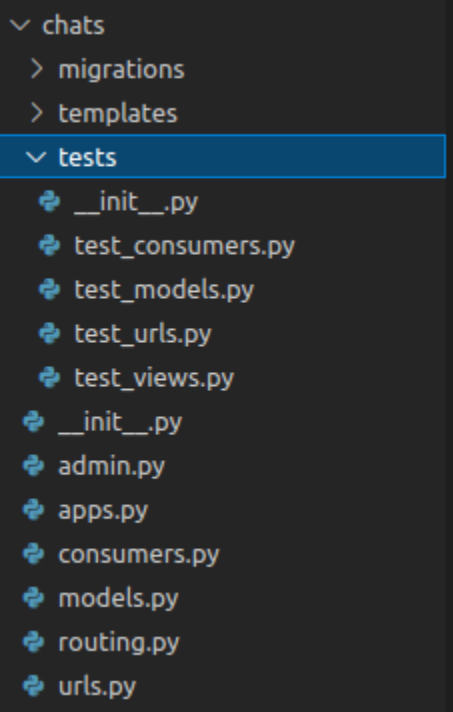 chats
migrations
templates
tests
__init__.py
test_consumers.py
test_models.py
test_urls.py
test_views.py
__init__.py
admin.py
apps.py
consumers.py
models.py
routing.py
urls.py